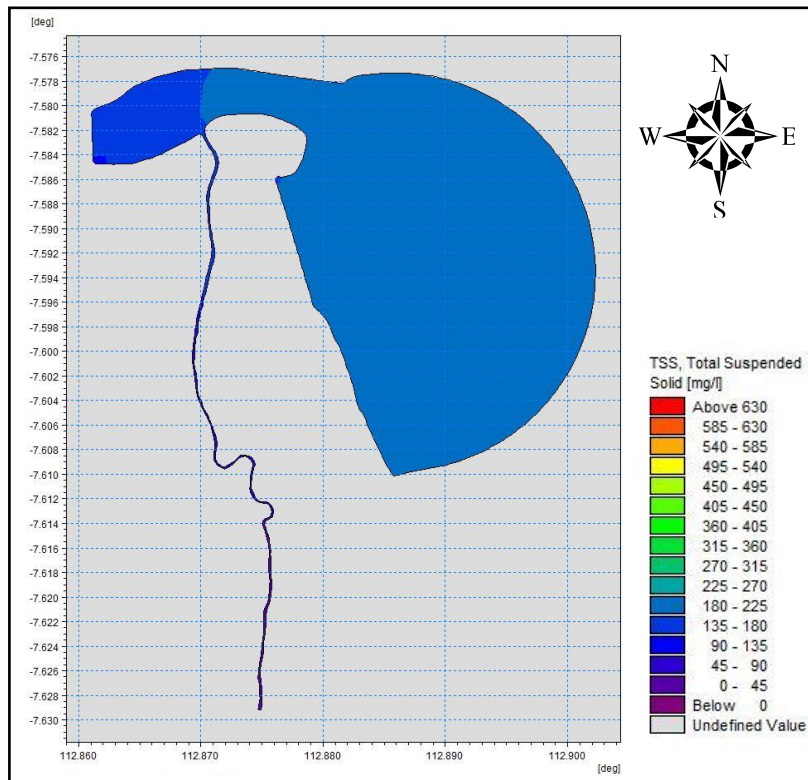 [deg]
-7.576
-7.578
-7.580
-7.582
-7.584
-7.586
-7.588
-7.590
-7.592
-7.594
-7.596
-7.598
-7.600
-7.602
-7.604
-7.606
-7.608
-7.610
-7.612
-7.614
-7.616
-7.618
-7.620
-7.622
-7.624
-7.626
-7.628
-7.630
112.860 112.870 112.880 112.890 112.900
[deg]
N
W E
S
TSS, Total Suspended
Solid [mg/l]
Above 630
585 - 630
540 - 585
495 - 540
450 - 495
405 - 450
360 - 405
315 - 360
270 - 315
225 - 270
180 - 225
135 - 180
90 - 135
45 - 90
0 - 45
Below 0
Undefined Value